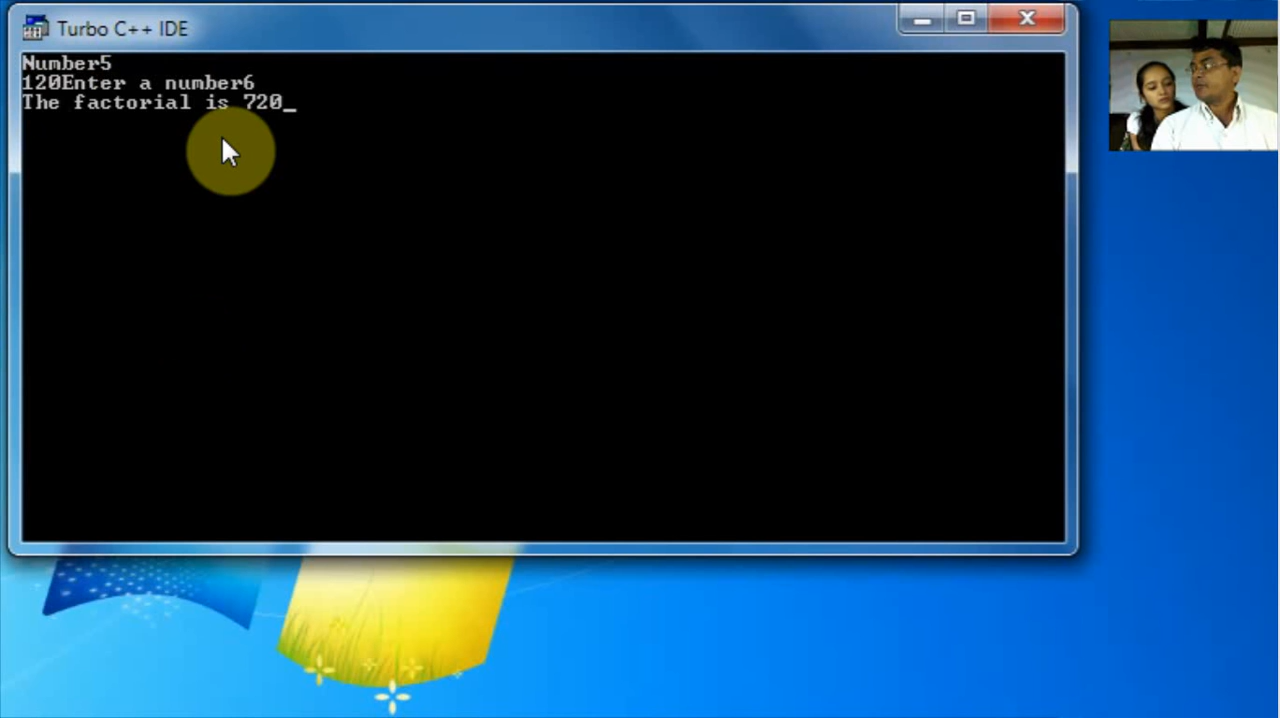 Turbo C++ IDE
Number5
120Enter a number6
The factorial is 720_